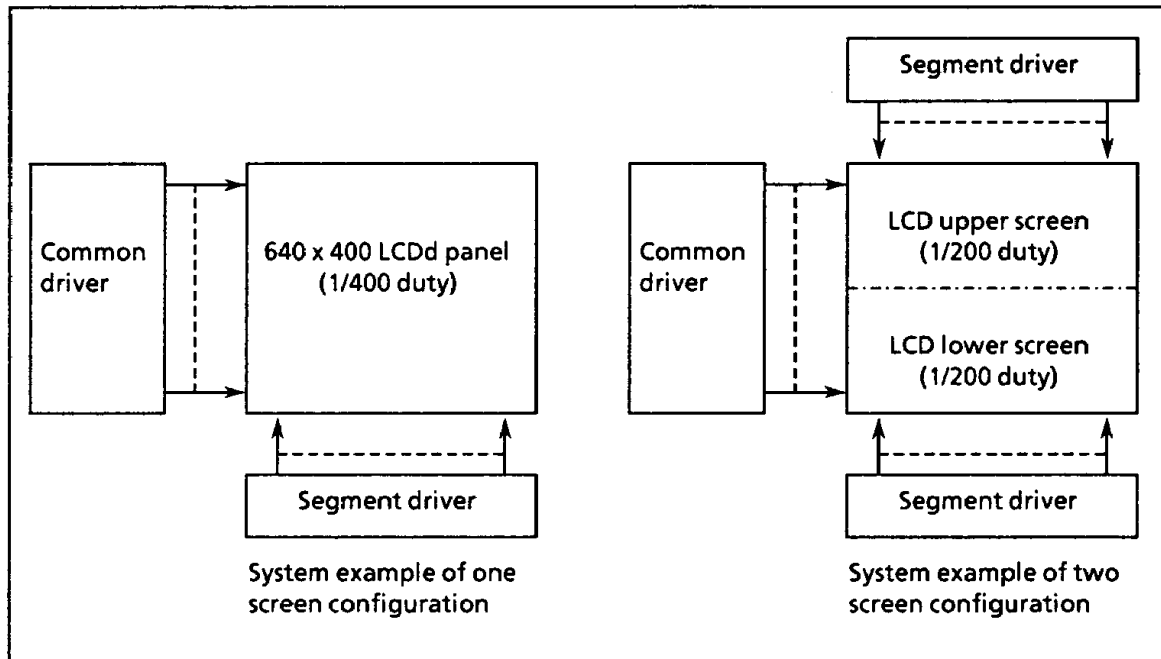 Common
driver
640 x 400 LCDd panel
(1/400 duty)
Segment driver
System example of one
screen configuration
Segment driver
Common
driver
LCD upper screen
(1/200 duty)
LCD lower screen
(1/200 duty)
Segment driver
System example of two
screen configuration